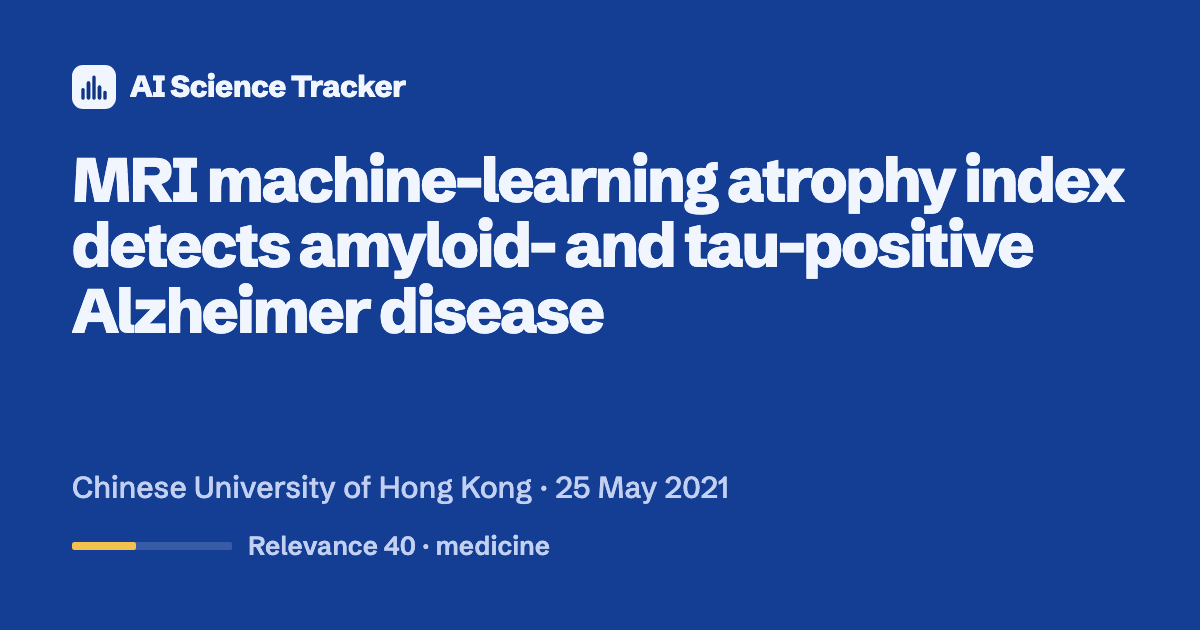 AI Science Tracker
MRI machine-learning atrophy index
detects amyloid- and tau-positive
Alzheimer disease
Chinese University of Hong Kong · 25 May 2021
Relevance 40 · medicine